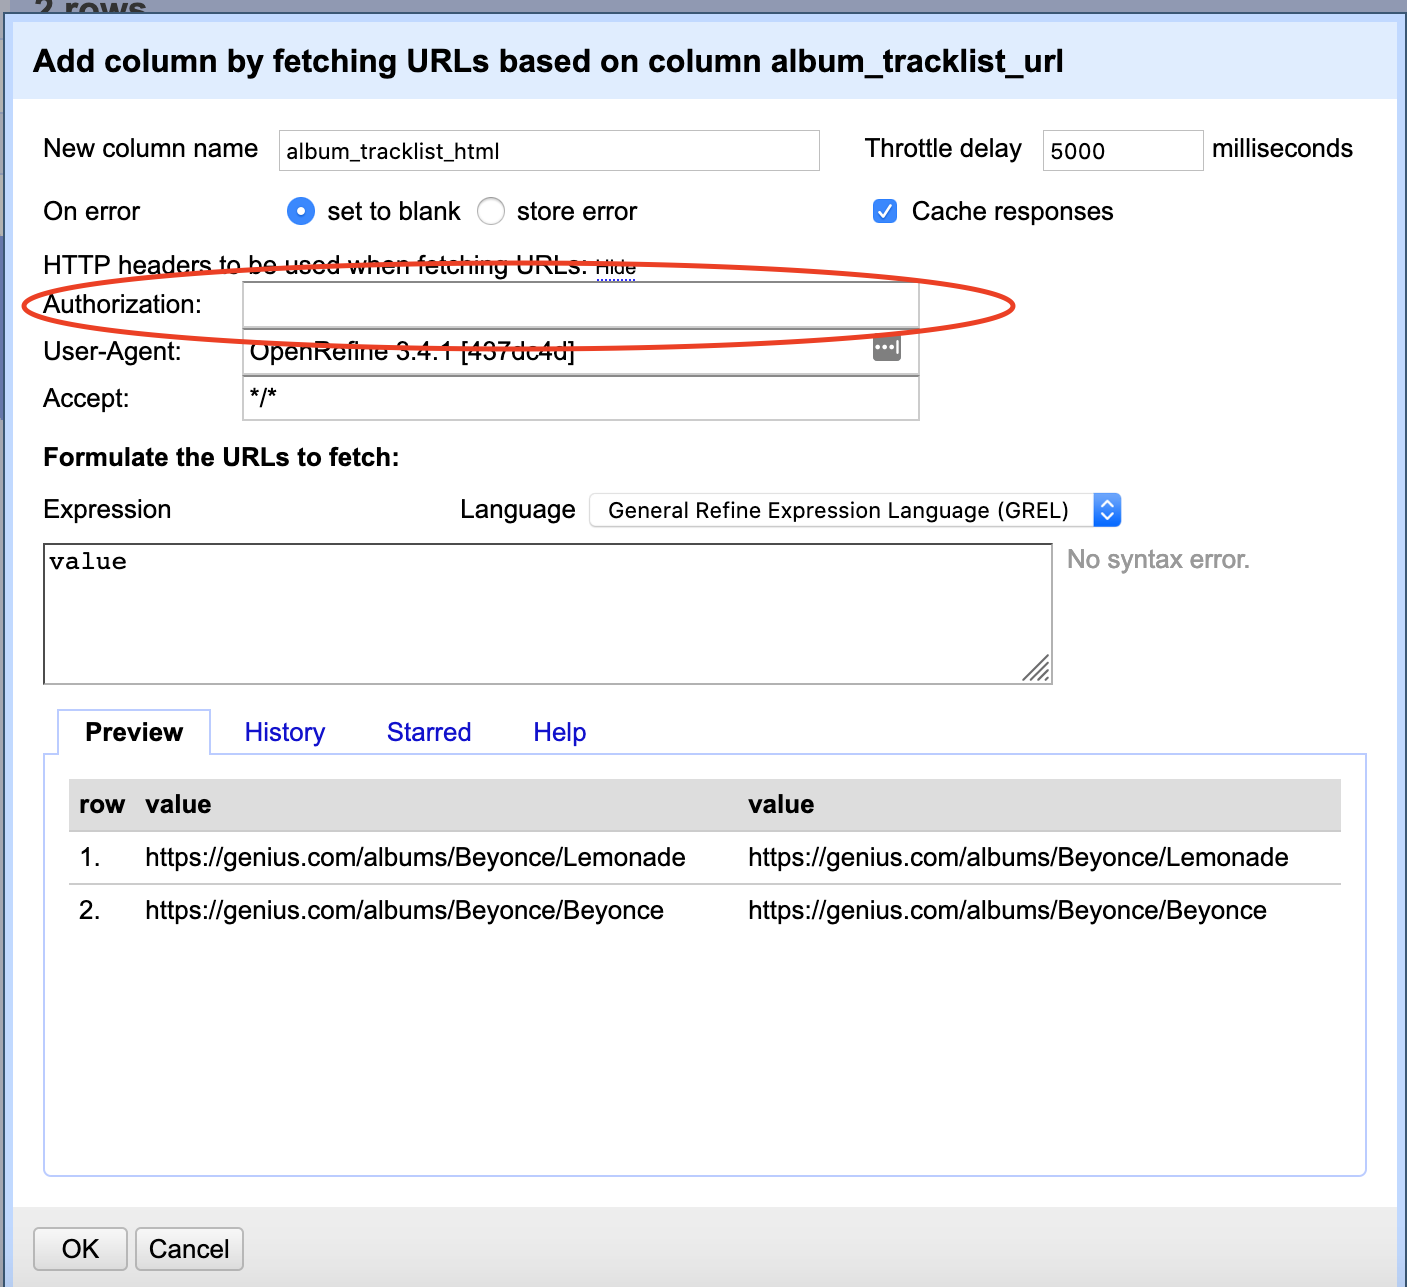 2 rows
Add column by fetching URLs based on column album_tracklist_url
New column name album_tracklist_html Throttle delay 5000 milliseconds
On error set to blank store error Cache responses
HTTP headers to be used when fetching URLs: Hide
Authorization:
User-Agent: OpenRefine 3.4.1 [437dc4d]
Accept: */*
Formulate the URLs to fetch:
Expression Language General Refine Expression Language (GREL)
value No syntax error.
Preview History Starred Help
row value value
1. https://genius.com/albums/Beyonce/Lemonade https://genius.com/albums/Beyonce/Lemonade
2. https://genius.com/albums/Beyonce/Beyonce https://genius.com/albums/Beyonce/Beyonce
OK Cancel